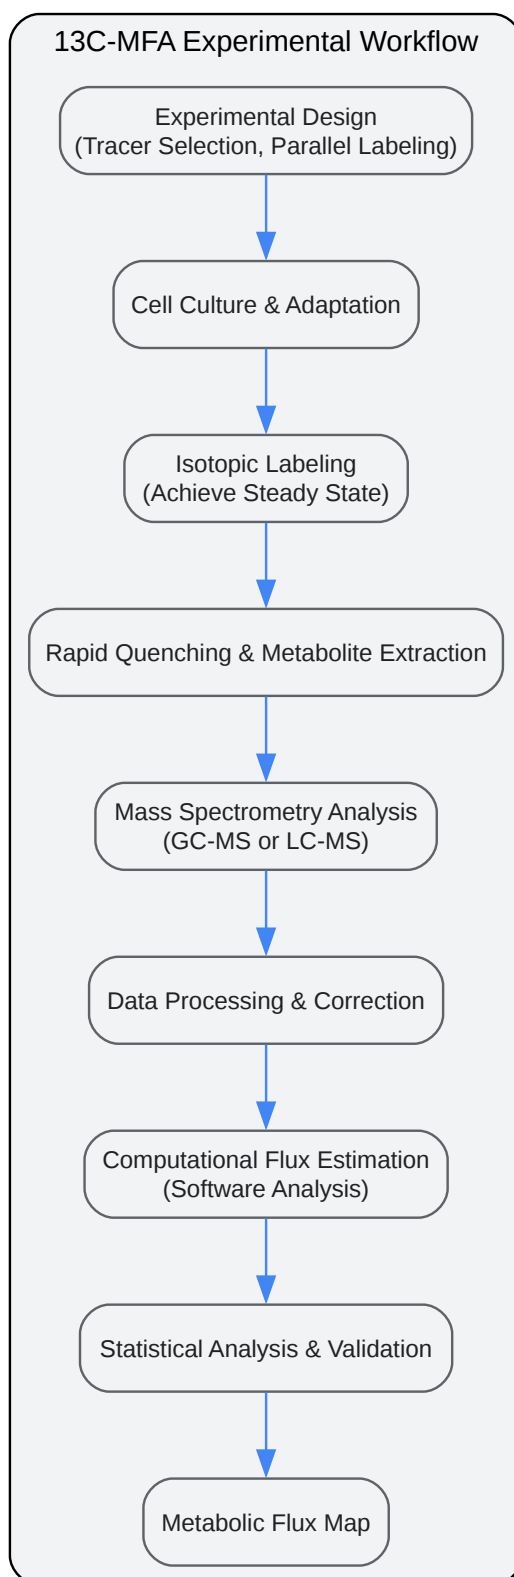 13C-MFA Experimental Workflow
Experimental Design
(Tracer Selection, Parallel Labeling)
Cell Culture & Adaptation
Isotopic Labeling
(Achieve Steady State)
Rapid Quenching & Metabolite Extraction
Mass Spectrometry Analysis
(GC-MS or LC-MS)
Data Processing & Correction
Computational Flux Estimation
(Software Analysis)
Statistical Analysis & Validation
Metabolic Flux Map